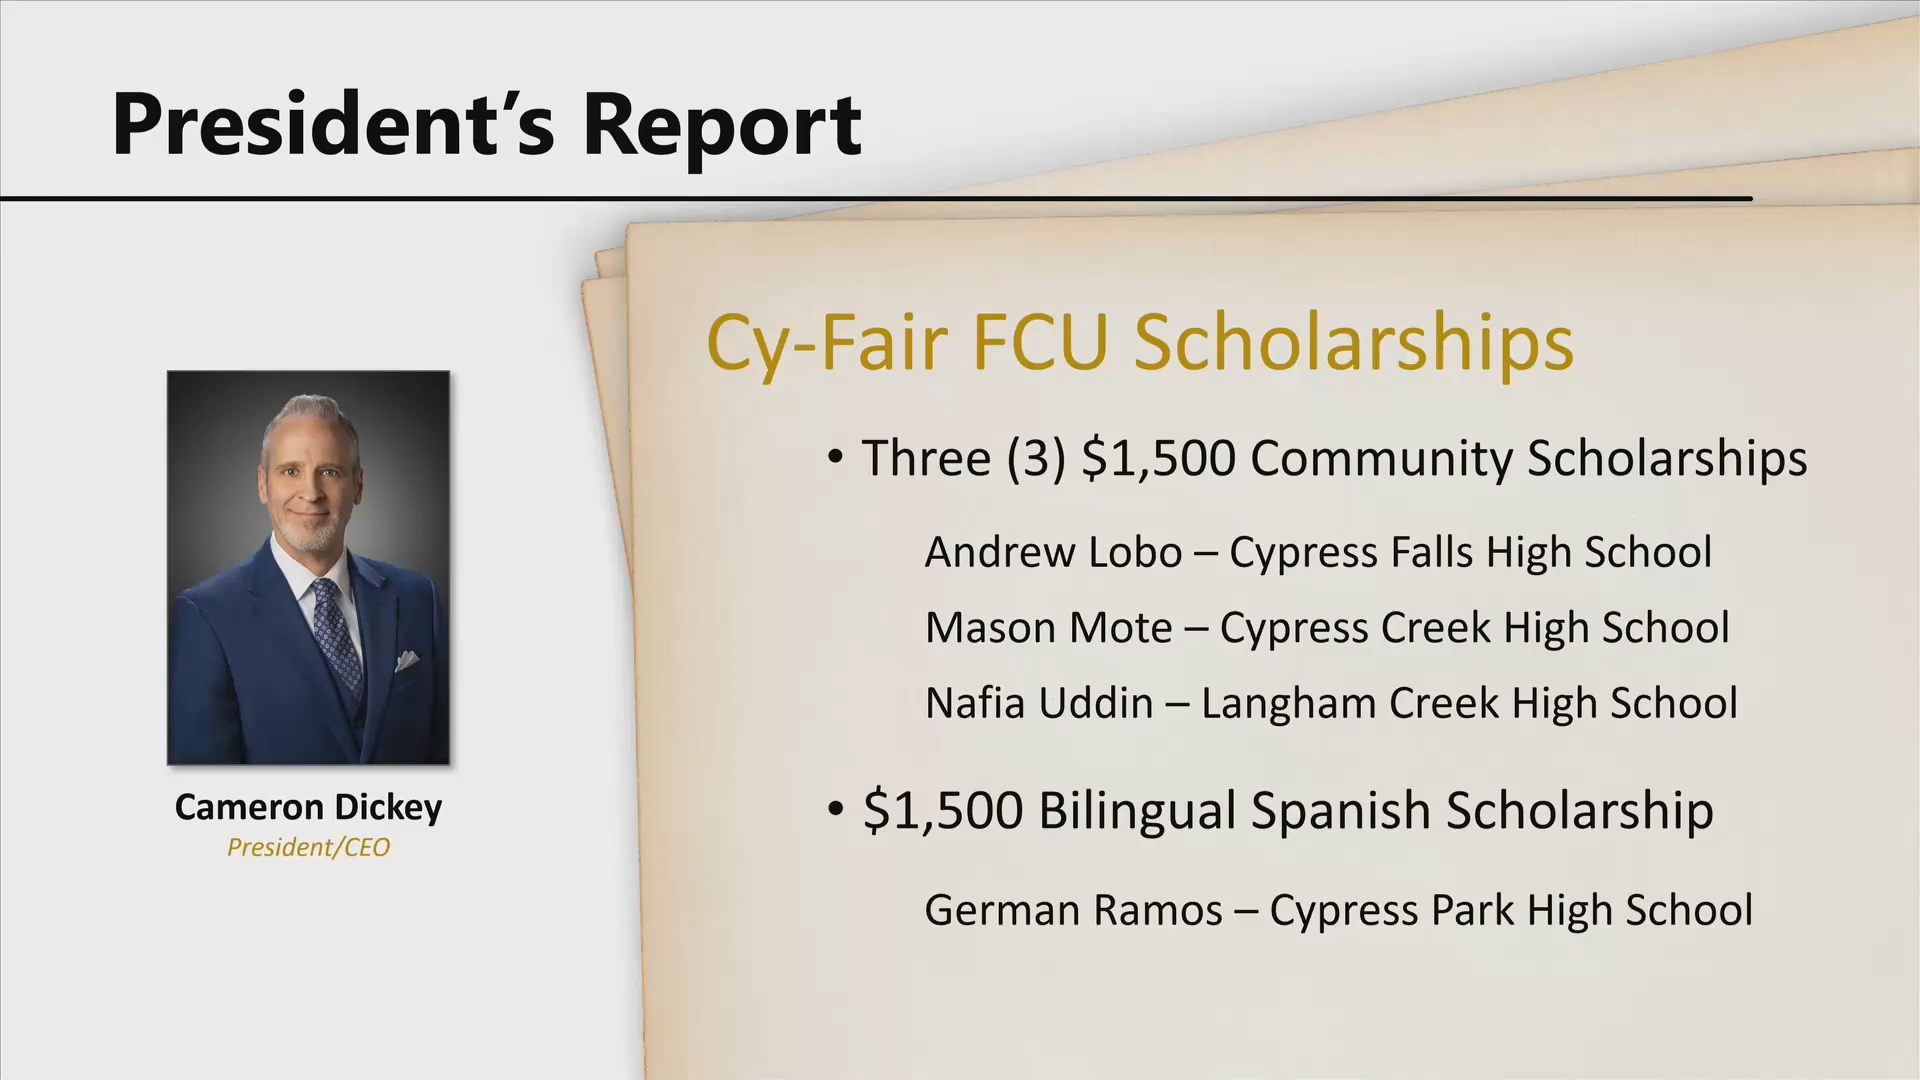 President’s Report
Cy-Fair FCU Scholarships
• Three (3) $1,500 Community Scholarships
Andrew Lobo – Cypress Falls High School
Mason Mote – Cypress Creek High School
Nafia Uddin – Langham Creek High School
• $1,500 Bilingual Spanish Scholarship
German Ramos – Cypress Park High School
Cameron Dickey
President/CEO